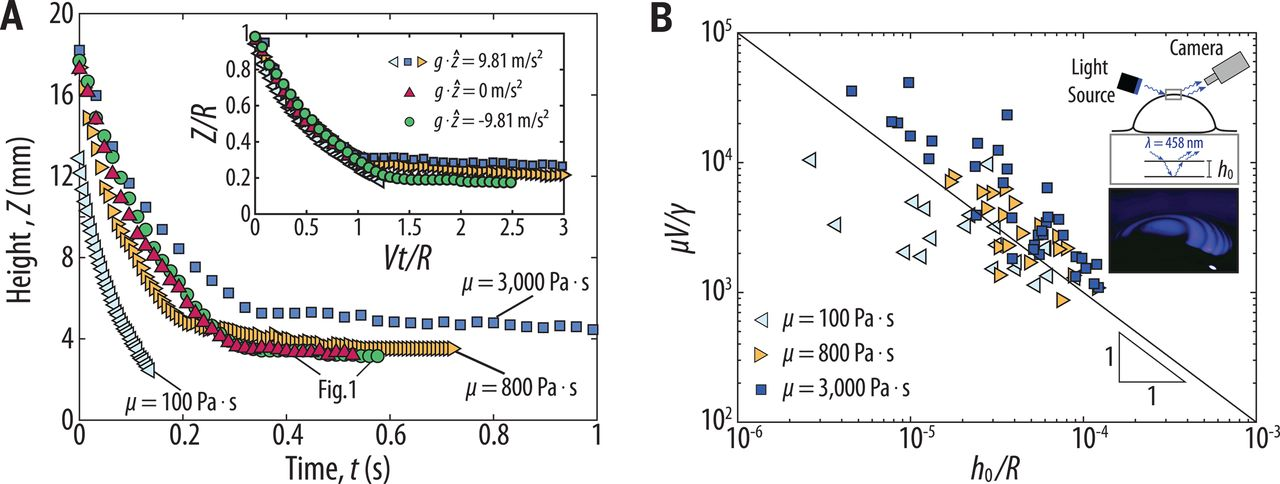 A
20
16
12
8
4
0
Height, Z (mm)
0
0.2
0.4
0.6
0.8
1
Time, t (s)
1
0.8
0.6
0.4
0.2
0
Z/R
0
0.5
1
1.5
2
2.5
3
Vt/R
g·ẑ = 9.81 m/s²
g·ẑ = 0 m/s²
g·ẑ = -9.81 m/s²
μ = 3,000 Pa·s
μ = 800 Pa·s
Fig.1
μ = 100 Pa·s
B
10⁵
10⁴
10³
10²
μV/γ
10⁻⁶
10⁻⁵
10⁻⁴
10⁻³
h₀/R
Camera
Light
Source
λ = 458 nm
h₀
μ = 100 Pa·s
μ = 800 Pa·s
μ = 3,000 Pa·s
1
1